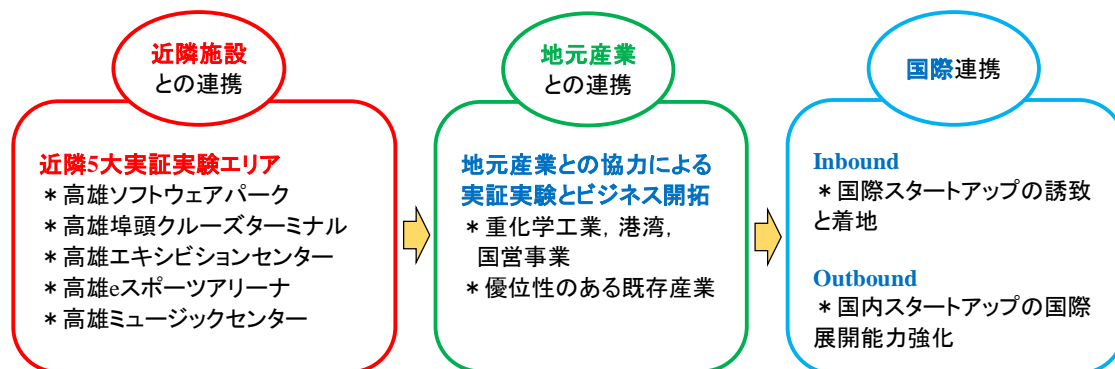 近隣施設
との連携
近隣5大実証実験エリア
＊高雄ソフトウェアパーク
＊高雄埠頭クルーズターミナル
＊高雄エキシビションセンター
＊高雄eスポーツアリーナ
＊高雄ミュージックセンター
地元産業
との連携
地元産業との協力による
実証実験とビジネス開拓
＊重化学工業, 港湾,
国営事業
＊優位性のある既存産業
国際連携
Inbound
＊国際スタートアップの誘致
と着地
Outbound
＊国内スタートアップの国際
展開能力強化